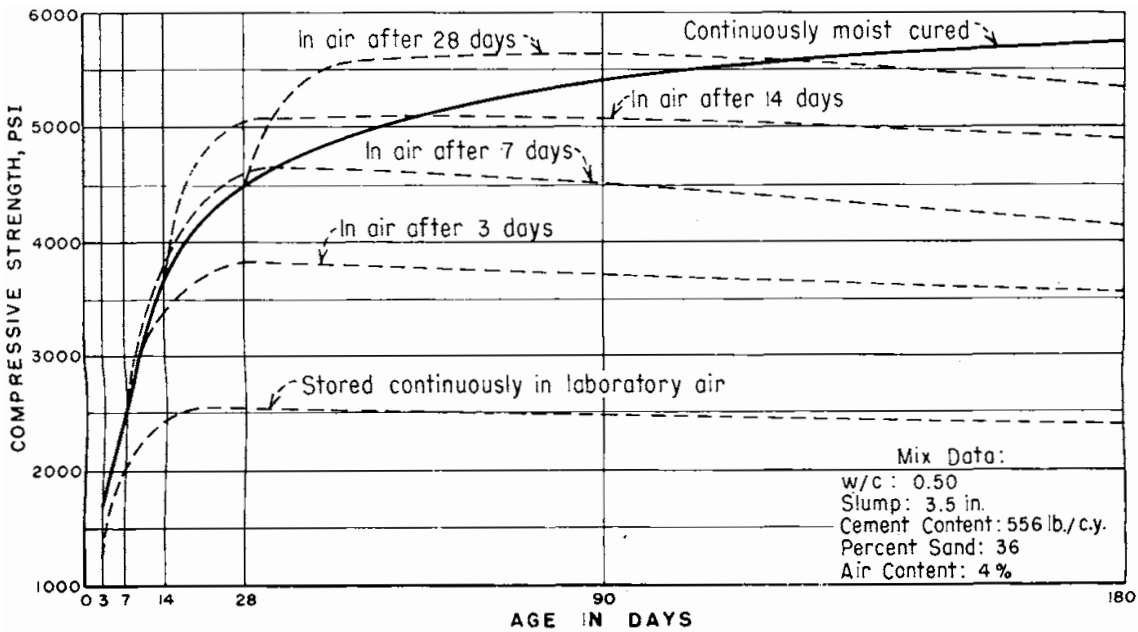 6000
5000
4000
3000
2000
1000
COMPRESSIVE STRENGTH, PSI
In air after 28 days
Continuously moist cured
In air after 14 days
In air after 7 days
In air after 3 days
Stored continuously in laboratory air
Mix Data:
w/c : 0.50
Slump: 3.5 in.
Cement Content: 556 lb./c.y.
Percent Sand: 36
Air Content: 4 %
0 3 7 14 28 90 180
AGE IN DAYS